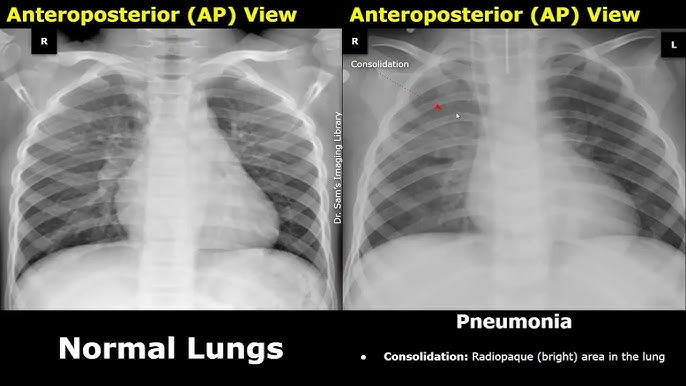 Anteroposterior (AP) View
R
Dr. Sam's Imaging Library
Normal Lungs
Anteroposterior (AP) View
R
L
Consolidation
Pneumonia
• Consolidation: Radiopaque (bright) area in the lung